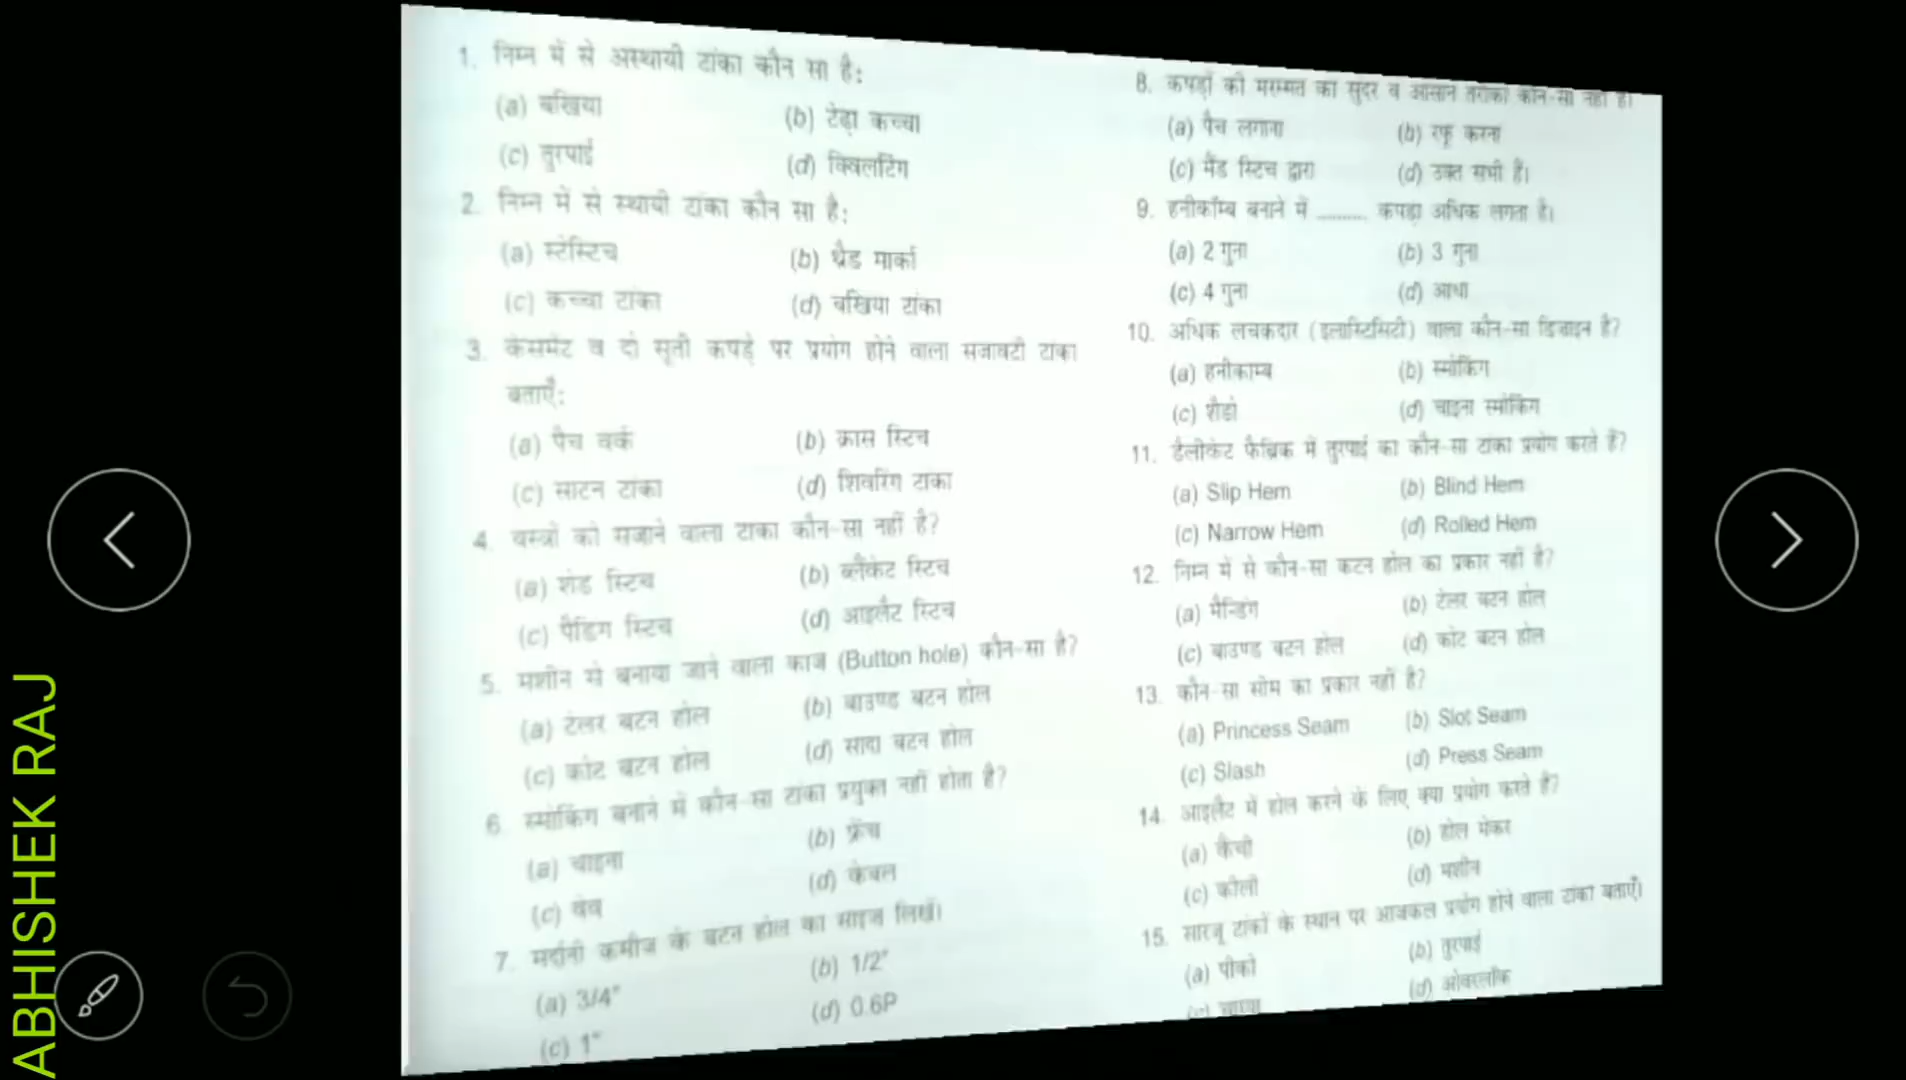 ABHISHEK RAJ
1. निम्न में से अस्थायी टांका कौन सा है:
(a) बखिया (b) टेढ़ा कच्चा
(c) तुरपाई (d) क्विलटिंग
2. निम्न में से स्थायी टांका कौन सा है:
(a) स्टेस्टिच (b) थ्रैड मार्का
(c) कच्चा टांका (d) बखिया टांका
3. केसमेंट व दो सूती कपड़े पर प्रयोग होने वाला सजावटी टांका
बताएँ:
(a) पैच वर्क (b) क्रास स्टिच
(c) साटन टांका (d) शिवरिंग टांका
4. वस्त्रों को सजाने वाला टांका कौन-सा नहीं है?
(a) शेड स्टिच (b) ब्लैंकेट स्टिच
(c) पैडिंग स्टिच (d) आइलैट स्टिच
5. मशीन से बनाया जाने वाला काज (Button hole) कौन-सा है?
(a) टेलर बटन होल (b) बाउण्ड बटन होल
(c) कोट बटन होल (d) सादा बटन होल
6. स्मोकिंग बनाने में कौन सा टांका प्रयुक्त नहीं होता है?
(a) चाइना (b) फ्रेंच
(c) वेव (d) केबल
7. मर्दानी कमीज के बटन होल का साइज लिखें।
(a) 3/4" (b) 1/2"
(c) 1" (d) 0.6P
8. कपड़ों की मरम्मत का सुंदर व आसान तरीका कौन-सा नहीं है।
(a) पैच लगाना (b) रफू करना
(c) मैंड स्टिच द्वारा (d) उक्त सभी हैं।
9. हनीकॉम्ब बनाने में ........ कपड़ा अधिक लगता है।
(a) 2 गुना (b) 3 गुना
(c) 4 गुना (d) आधा
10. अधिक लचकदार (इलास्टिसिटी) वाला कौन-सा डिजाइन है?
(a) हनीकाम्ब (b) स्मोकिंग
(c) शैडो (d) चाइना स्मोकिंग
11. डैलीकेट फैब्रिक में तुरपाई का कौन-सा टांका प्रयोग करते हैं?
(a) Slip Hem (b) Blind Hem
(c) Narrow Hem (d) Rolled Hem
12. निम्न में से कौन-सा बटन होल का प्रकार नहीं है?
(a) मैन्डिंग (b) टेलर बटन होल
(c) बाउण्ड बटन होल (d) कोट बटन होल
13. कौन-सा सीम का प्रकार नहीं है?
(a) Princess Seam (b) Slot Seam
(c) Slash (d) Press Seam
14. आइलैट में होल करने के लिए क्या प्रयोग करते हैं?
(a) कैंची (b) होल मेकर
(c) कीली (d) मशीन
15. सारजू टांकों के स्थान पर आजकल प्रयोग होने वाला टांका बताएँ।
(a) पीको (b) तुरपाई
(d) ओवरलॉक